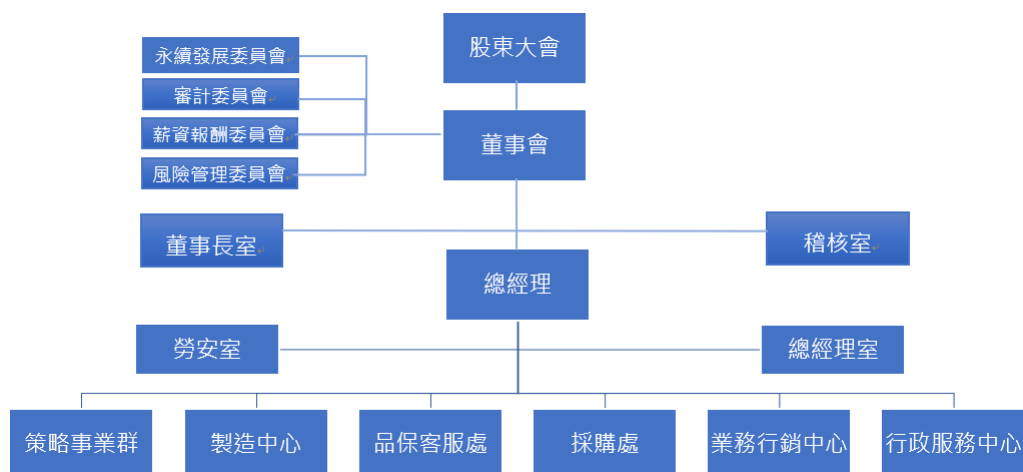 股東大會
永續發展委員會
審計委員會
薪資報酬委員會
風險管理委員會
董事會
董事長室
稽核室
總經理
勞安室
總經理室
策略事業群
製造中心
品保客服處
採購處
業務行銷中心
行政服務中心